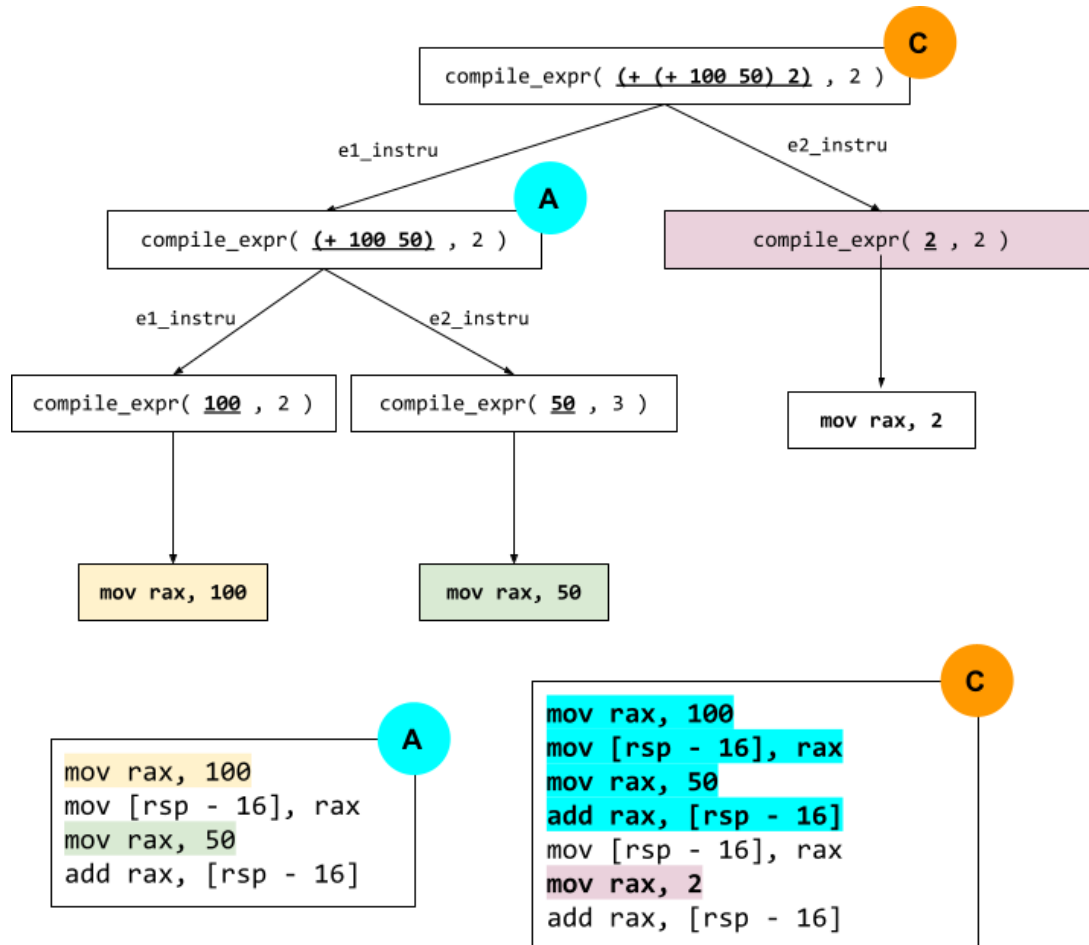 C
compile_expr( (+ (+ 100 50) 2) , 2 )
e1_instru
e2_instru
A
compile_expr( (+ 100 50) , 2 )
compile_expr( 2 , 2 )
e1_instru
e2_instru
compile_expr( 100 , 2 )
compile_expr( 50 , 3 )
mov rax, 2
mov rax, 100
mov rax, 50
A
mov rax, 100
mov [rsp - 16], rax
mov rax, 50
add rax, [rsp - 16]
C
mov rax, 100
mov [rsp - 16], rax
mov rax, 50
add rax, [rsp - 16]
mov [rsp - 16], rax
mov rax, 2
add rax, [rsp - 16]